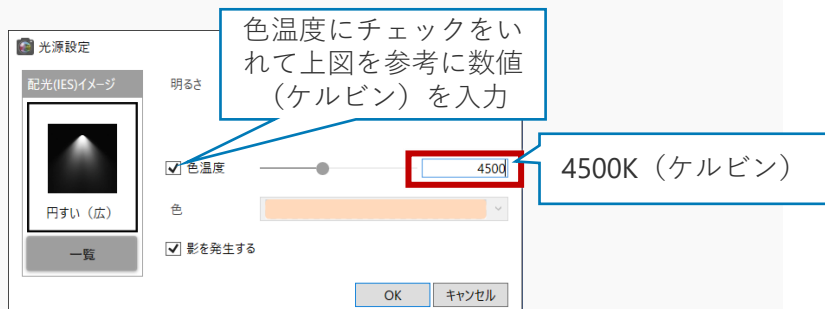 色温度にチェックをい
れて上図を参考に数値
（ケルビン）を入力
光源設定
配光(IES)イメージ
明るさ
円すい（広）
一覧
色温度
4500
4500K（ケルビン）
色
影を発生する
OK
キャンセル